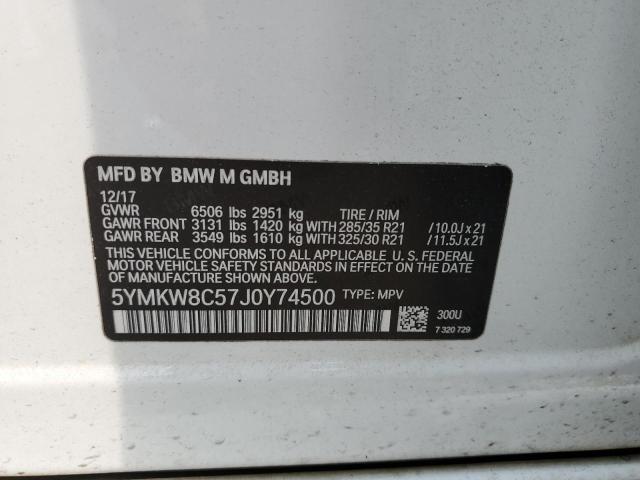 MFD BY BMW M GMBH
12/17
GVWR 6506 lbs 2951 kg TIRE / RIM
GAWR FRONT 3131 lbs 1420 kg WITH 285/35 R21 / 10.0J x 21
GAWR REAR 3549 lbs 1610 kg WITH 325/30 R21 / 11.5J x 21
THIS VEHICLE CONFORMS TO ALL APPLICABLE U. S. FEDERAL
MOTOR VEHICLE SAFETY STANDARDS IN EFFECT ON THE DATE
OF MANUFACTURE SHOWN ABOVE.
5YMKW8C57J0Y74500 TYPE: MPV
300U
7 320 729